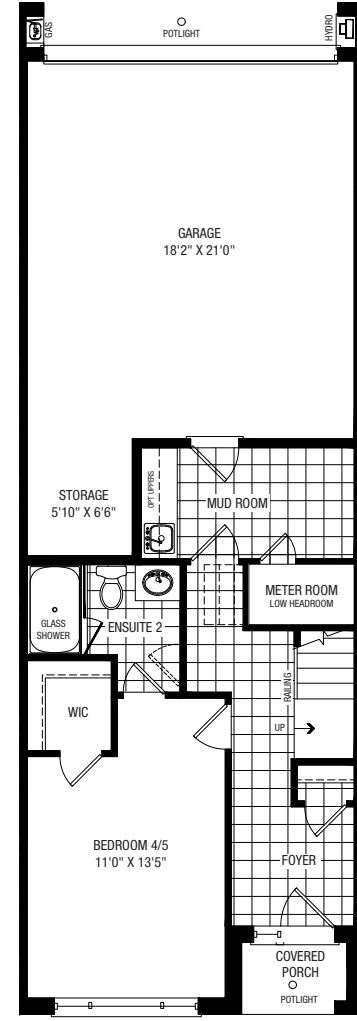 GAS
POTLIGHT
HYDRO
GARAGE
18'2" X 21'0"
STORAGE
5'10" X 6'6"
OPT UPPERS
MUD ROOM
METER ROOM
LOW HEADROOM
GLASS
SHOWER
ENSUITE 2
WIC
RAILING
UP
BEDROOM 4/5
11'0" X 13'5"
FOYER
COVERED
PORCH
POTLIGHT